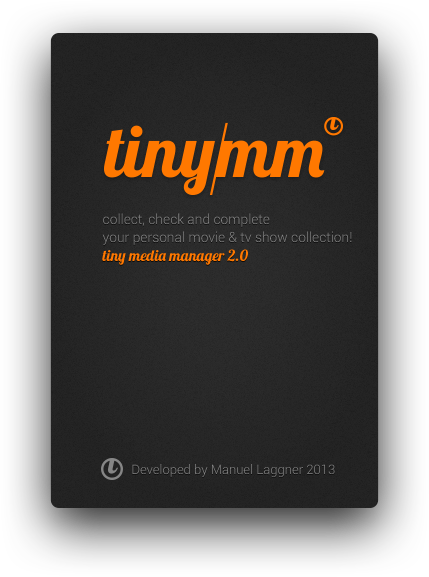 tiny/mm
collect, check and complete
your personal movie & tv show collection!
tiny media manager 2.0
Developed by Manuel Laggner 2013